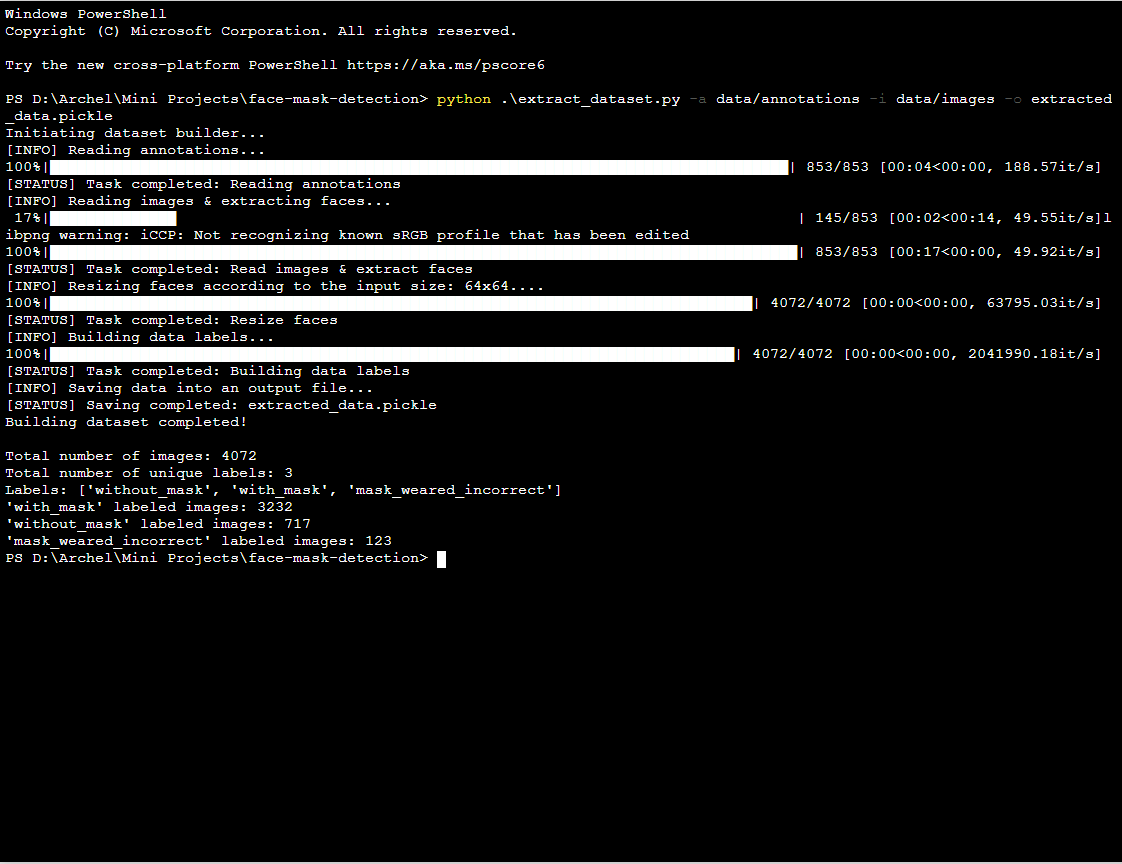 Windows PowerShell
Copyright (C) Microsoft Corporation. All rights reserved.
Try the new cross-platform PowerShell https://aka.ms/pscore6
PS D:\Archel\Mini Projects\face-mask-detection> python .\extract_dataset.py -a data/annotations -i data/images -o extracted
_data.pickle
Initiating dataset builder...
[INFO] Reading annotations...
100%| | 853/853 [00:04<00:00, 188.57it/s]
[STATUS] Task completed: Reading annotations
[INFO] Reading images & extracting faces...
17%| | 145/853 [00:02<00:14, 49.55it/s]l
ibpng warning: iCCP: Not recognizing known sRGB profile that has been edited
100%| | 853/853 [00:17<00:00, 49.92it/s]
[STATUS] Task completed: Read images & extract faces
[INFO] Resizing faces according to the input size: 64x64....
100%| | 4072/4072 [00:00<00:00, 63795.03it/s]
[STATUS] Task completed: Resize faces
[INFO] Building data labels...
100%| | 4072/4072 [00:00<00:00, 2041990.18it/s]
[STATUS] Task completed: Building data labels
[INFO] Saving data into an output file...
[STATUS] Saving completed: extracted_data.pickle
Building dataset completed!
Total number of images: 4072
Total number of unique labels: 3
Labels: ['without_mask', 'with_mask', 'mask_weared_incorrect']
'with_mask' labeled images: 3232
'without_mask' labeled images: 717
'mask_weared_incorrect' labeled images: 123
PS D:\Archel\Mini Projects\face-mask-detection>